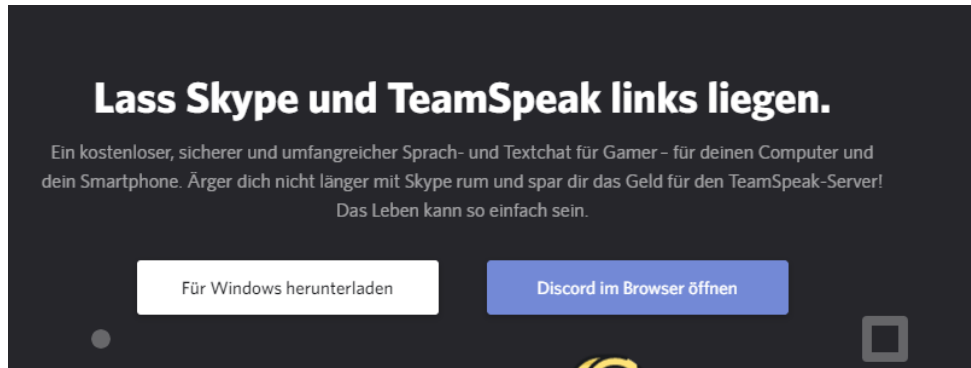 Lass Skype und TeamSpeak links liegen.
Ein kostenloser, sicherer und umfangreicher Sprach- und Textchat für Gamer – für deinen Computer und
dein Smartphone. Ärger dich nicht länger mit Skype rum und spar dir das Geld für den TeamSpeak-Server!
Das Leben kann so einfach sein.
Für Windows herunterladen
Discord im Browser öffnen